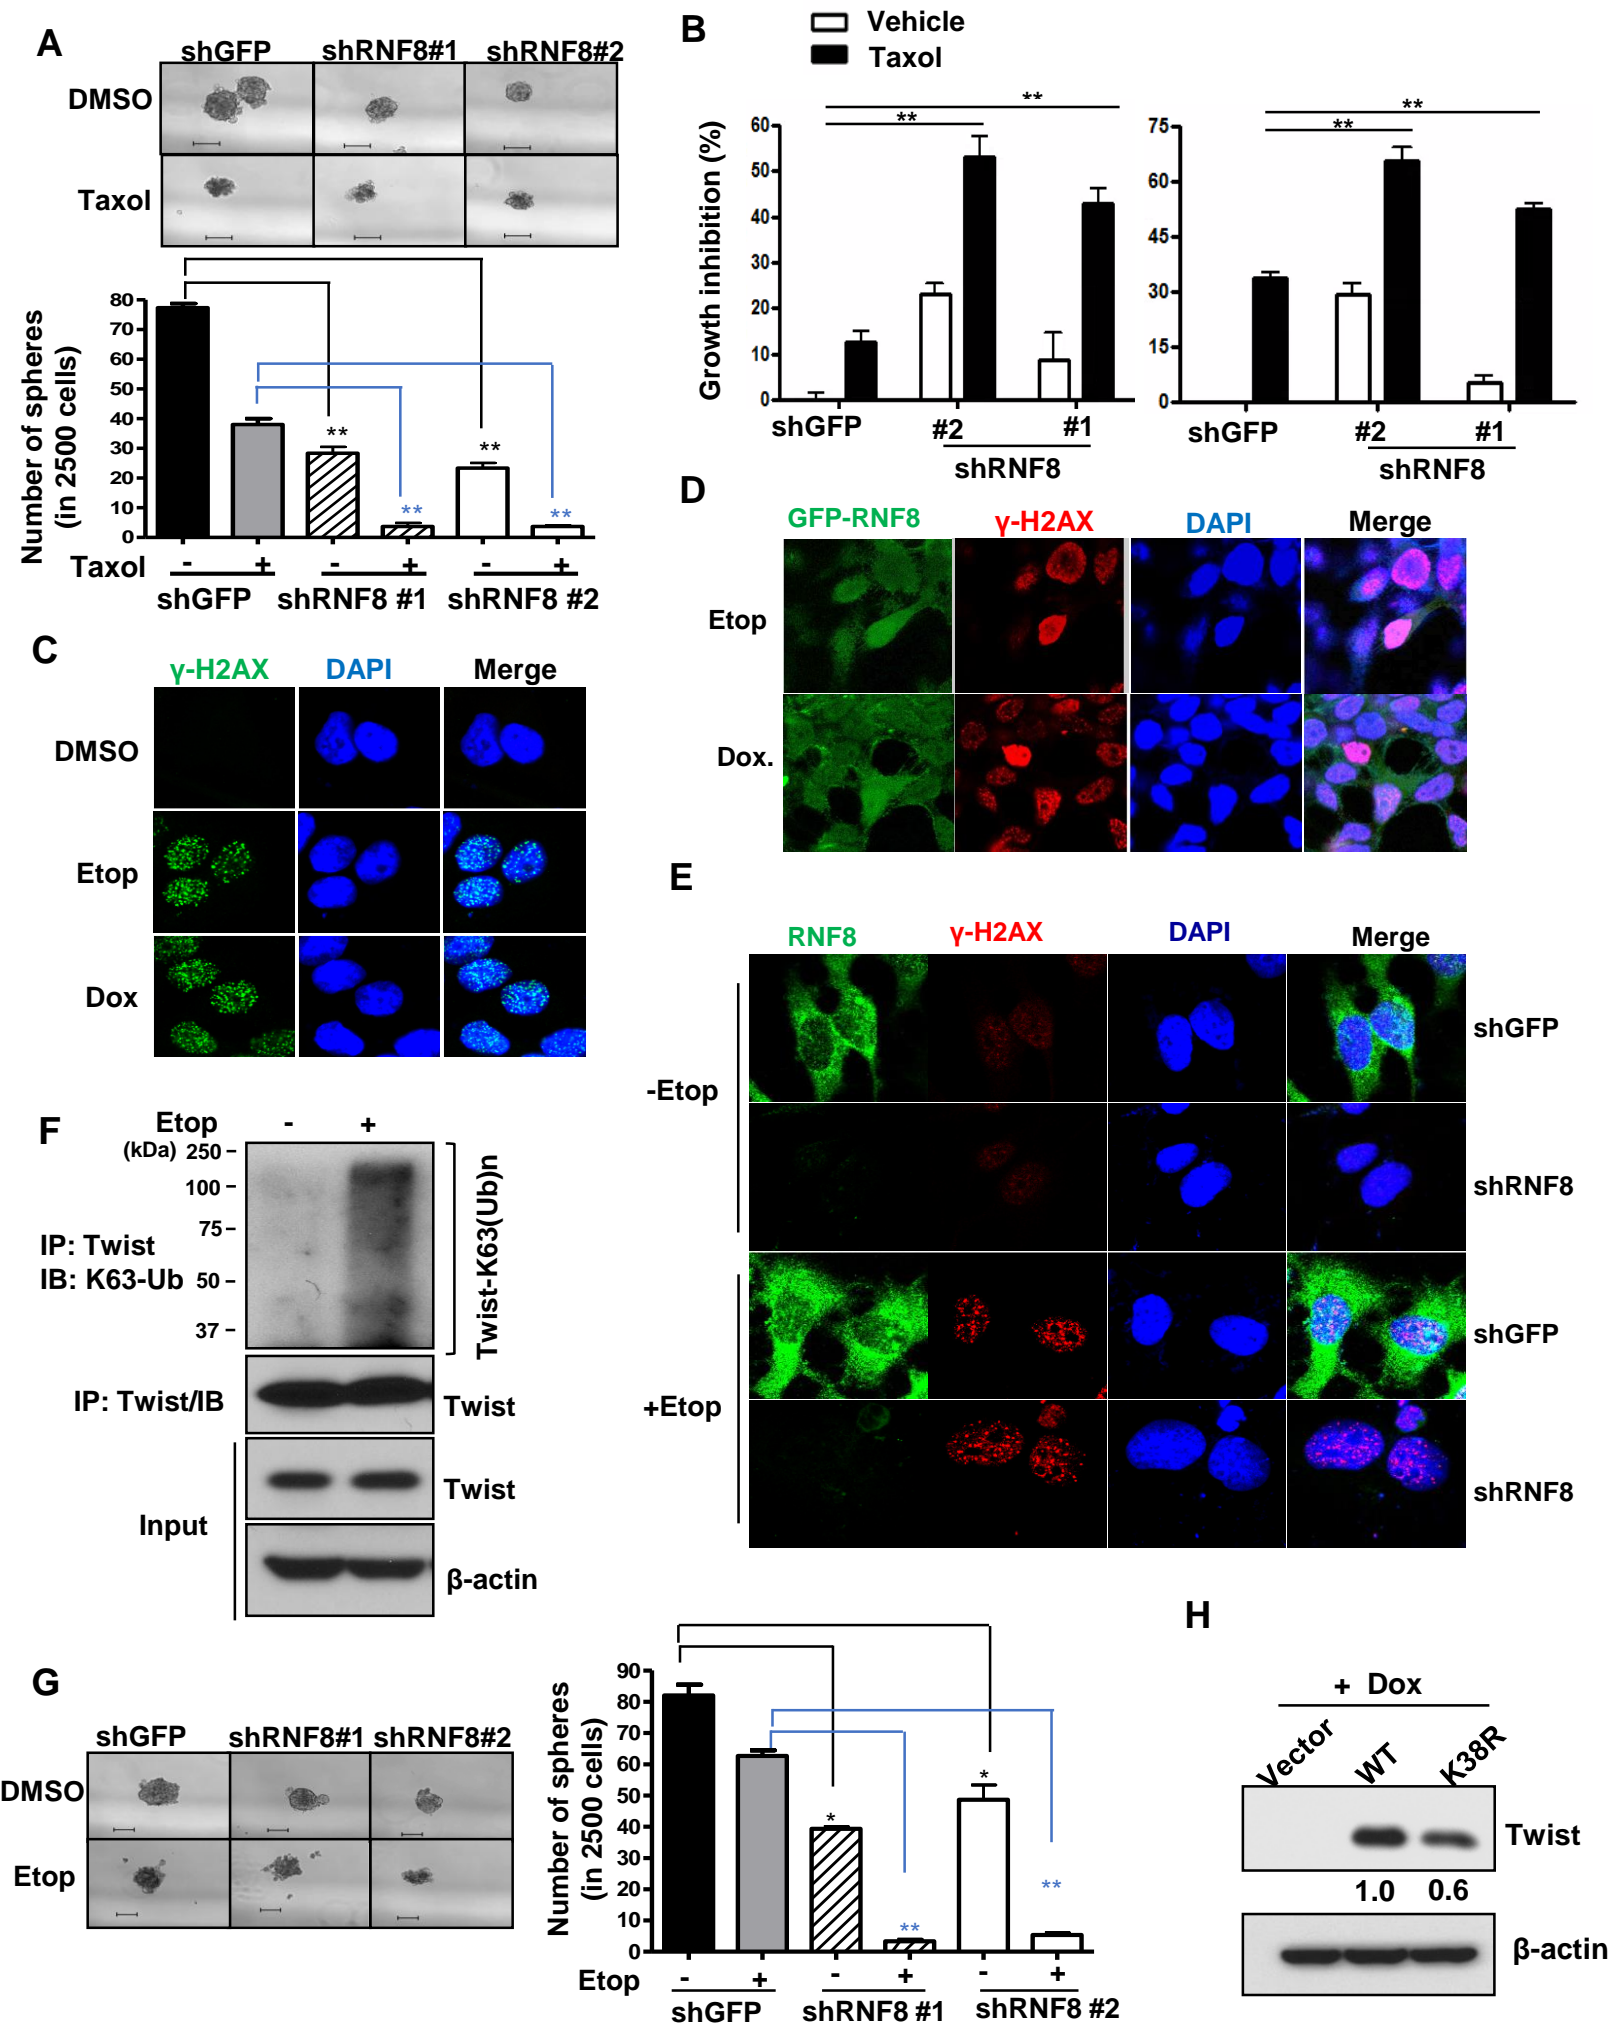 A
shGFP shRNF8#1 shRNF8#2
DMSO
Taxol
Number of spheres
(in 2500 cells)
80
70
60
50
40
30
20
10
0
** ** ** **
Taxol - + - + - +
shGFP shRNF8 #1 shRNF8 #2
B
Vehicle
Taxol
Growth inhibition (%)
60
50
40
30
20
10
0
** **
shGFP #2 #1
shRNF8
75
60
45
30
15
0
** **
shGFP #2 #1
shRNF8
C
γ-H2AX DAPI Merge
DMSO
Etop
Dox
D
GFP-RNF8 γ-H2AX DAPI Merge
Etop
Dox.
E
RNF8 γ-H2AX DAPI Merge
-Etop
shGFP
shRNF8
+Etop
shGFP
shRNF8
F
Etop - +
(kDa) 250
100
75
50
37
IP: Twist
IB: K63-Ub
Twist-K63(Ub)n
IP: Twist/IB Twist
Input
Twist
β-actin
G
shGFP shRNF8#1 shRNF8#2
DMSO
Etop
Number of spheres
(in 2500 cells)
90
80
70
60
50
40
30
20
10
0
* ** * **
Etop - + - + - +
shGFP shRNF8 #1 shRNF8 #2
H
+ Dox
Vector WT K38R
Twist
1.0 0.6
β-actin